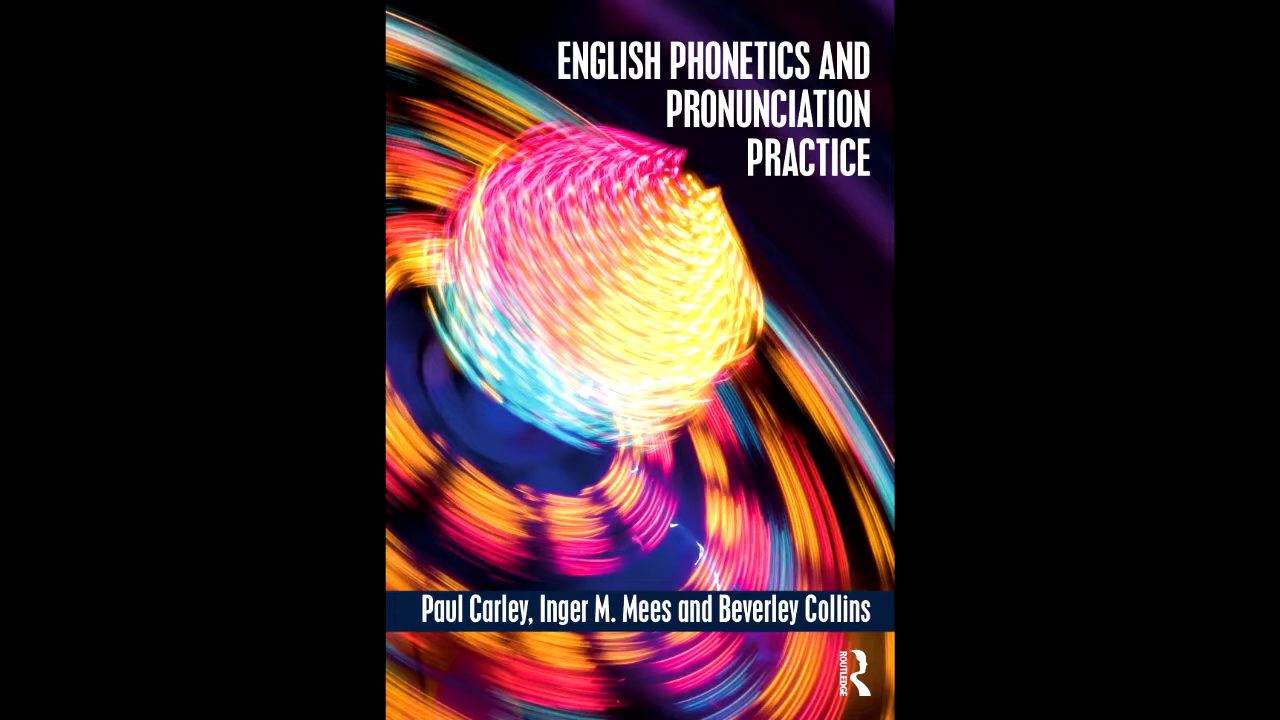 ENGLISH PHONETICS AND
PRONUNCIATION
PRACTICE
Paul Carley, Inger M. Mees and Beverley Collins
ROUTLEDGE